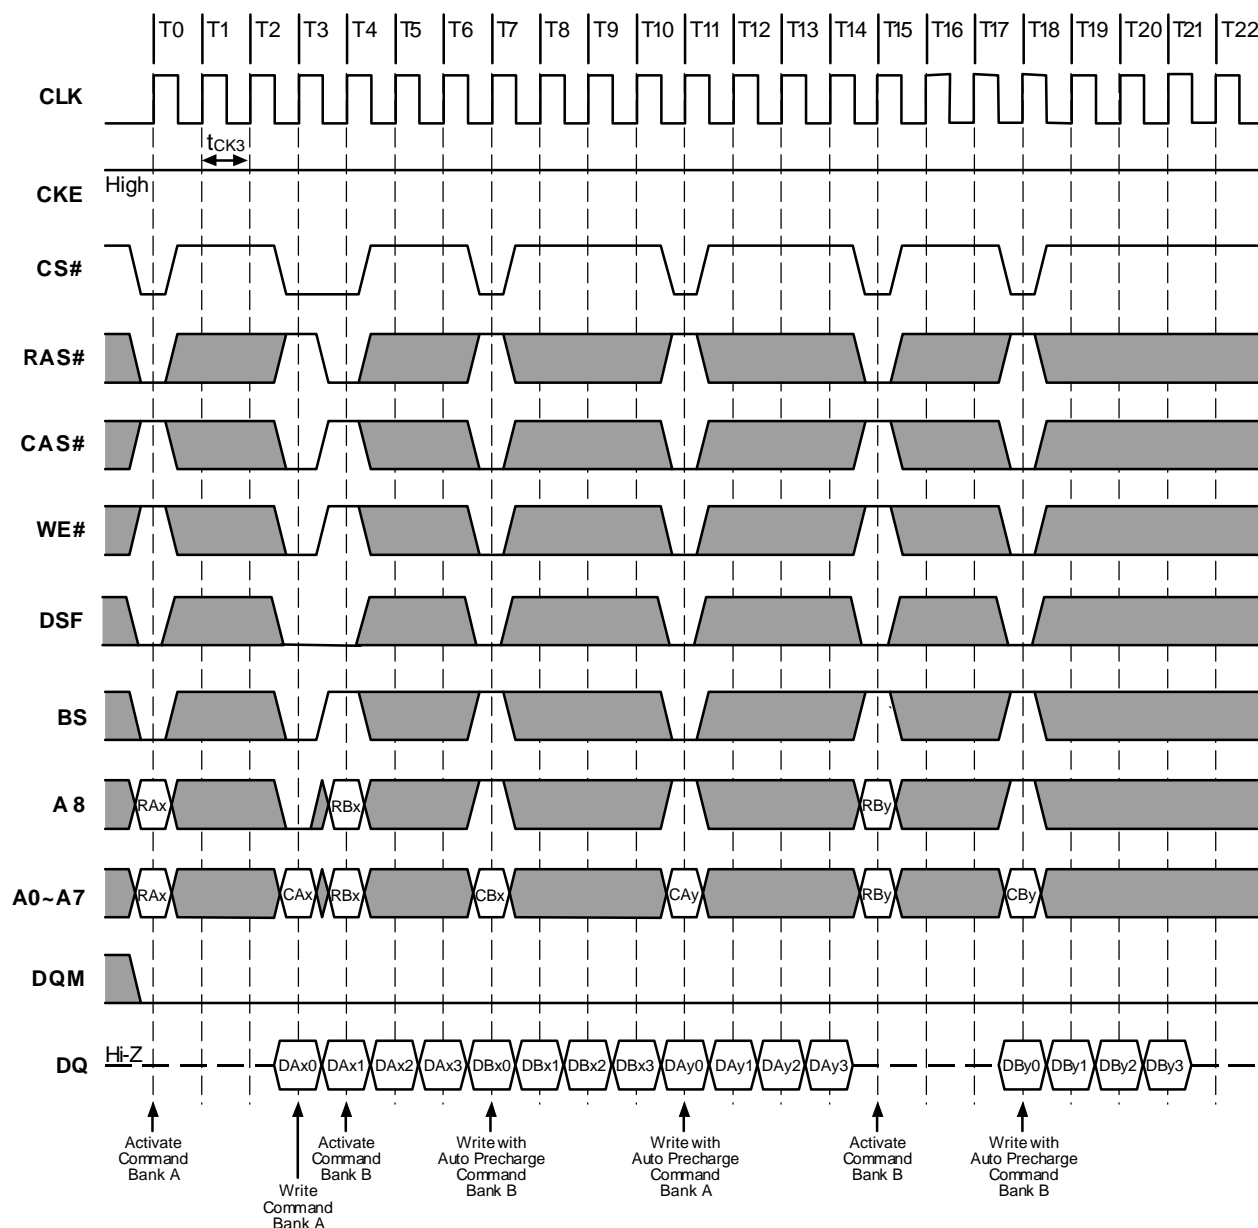 T0 T1 T2 T3 T4 T5 T6 T7 T8 T9 T10 T11 T12 T13 T14 T15 T16 T17 T18 T19 T20 T21 T22
CLK
tCK3
High
CKE
CS#
RAS#
CAS#
WE#
DSF
BS
A8
RAx RBx RBy
A0~A7
RAx CAx RBx CBx CAy RBy CBy
DQM
DQ
Hi-Z
DAx0 DAx1 DAx2 DAx3 DBx0 DBx1 DBx2 DBx3 DAy0 DAy1 DAy2 DAy3 DBy0 DBy1 DBy2 DBy3
Activate
Command
Bank A
Write
Command
Bank A
Activate
Command
Bank B
Write with
Auto Precharge
Command
Bank B
Write with
Auto Precharge
Command
Bank A
Activate
Command
Bank B
Write with
Auto Precharge
Command
Bank B